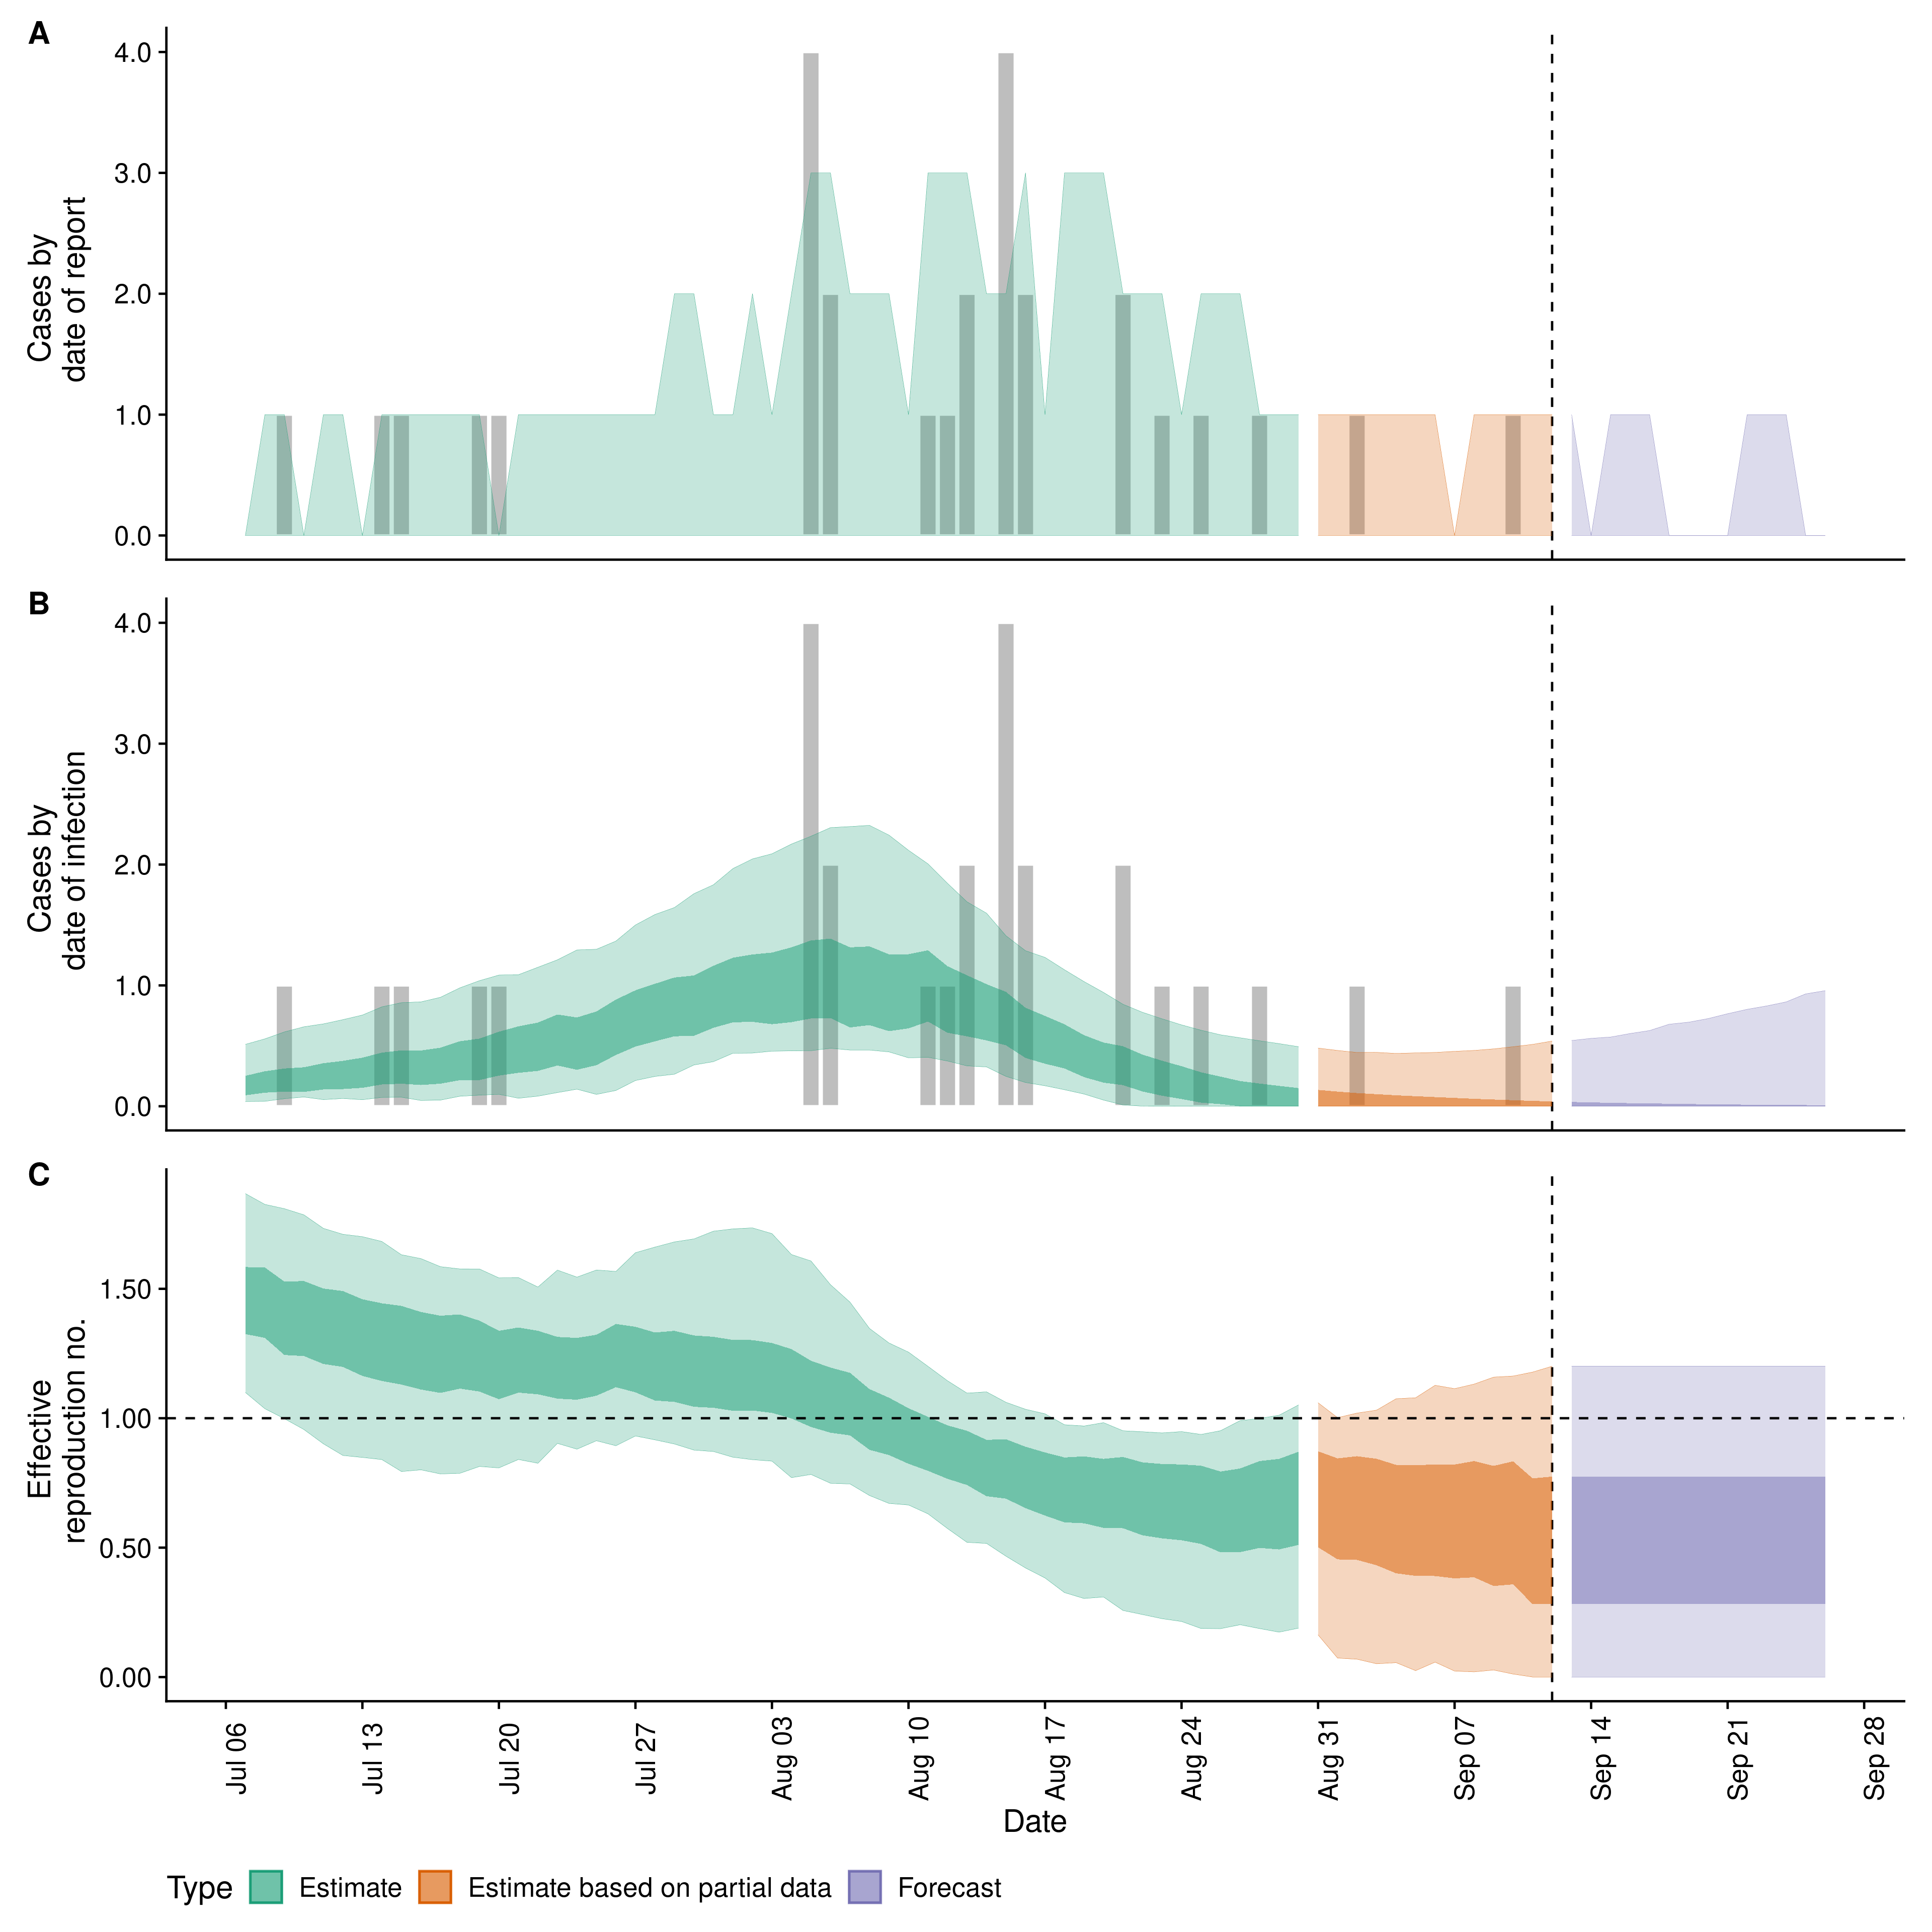 A
4.0
3.0
2.0
1.0
0.0
Cases by
date of report
B
4.0
3.0
2.0
1.0
0.0
Cases by
date of infection
C
1.50
1.00
0.50
0.00
Effective
reproduction no.
Jul 06
Jul 13
Jul 20
Jul 27
Aug 03
Aug 10
Aug 17
Aug 24
Aug 31
Sep 07
Sep 14
Sep 21
Sep 28
Date
Type Estimate Estimate based on partial data Forecast